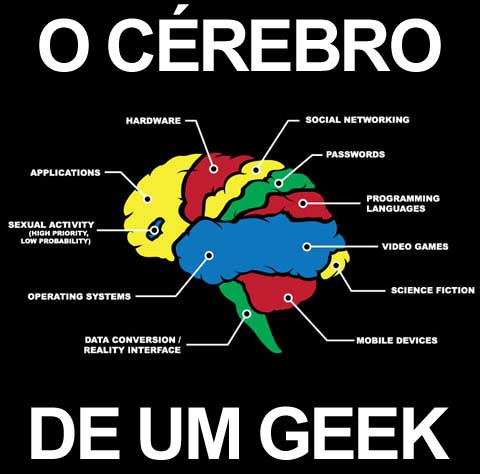 O CÉREBRO
HARDWARE
SOCIAL NETWORKING
PASSWORDS
APPLICATIONS
PROGRAMMING
LANGUAGES
SEXUAL ACTIVITY
(HIGH PRIORITY,
LOW PROBABILITY)
VIDEO GAMES
SCIENCE FICTION
OPERATING SYSTEMS
DATA CONVERSION /
REALITY INTERFACE
MOBILE DEVICES
DE UM GEEK